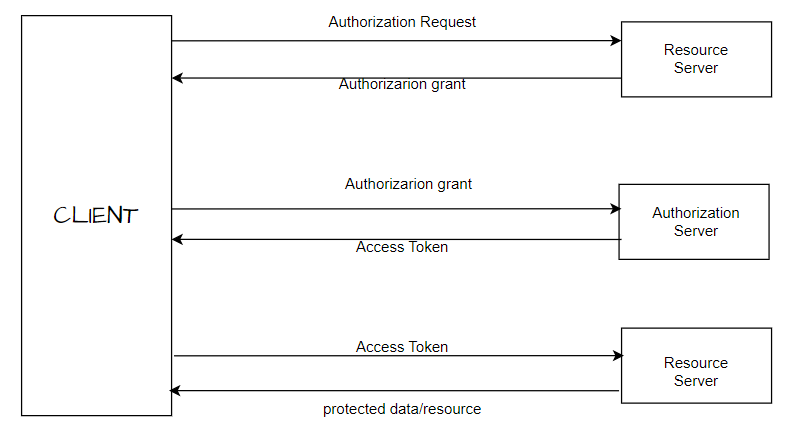 Authorization Request
Resource
Server
Authorizarion grant
Authorizarion grant
CLIENT
Authorization
Server
Access Token
Access Token
Resource
Server
protected data/resource